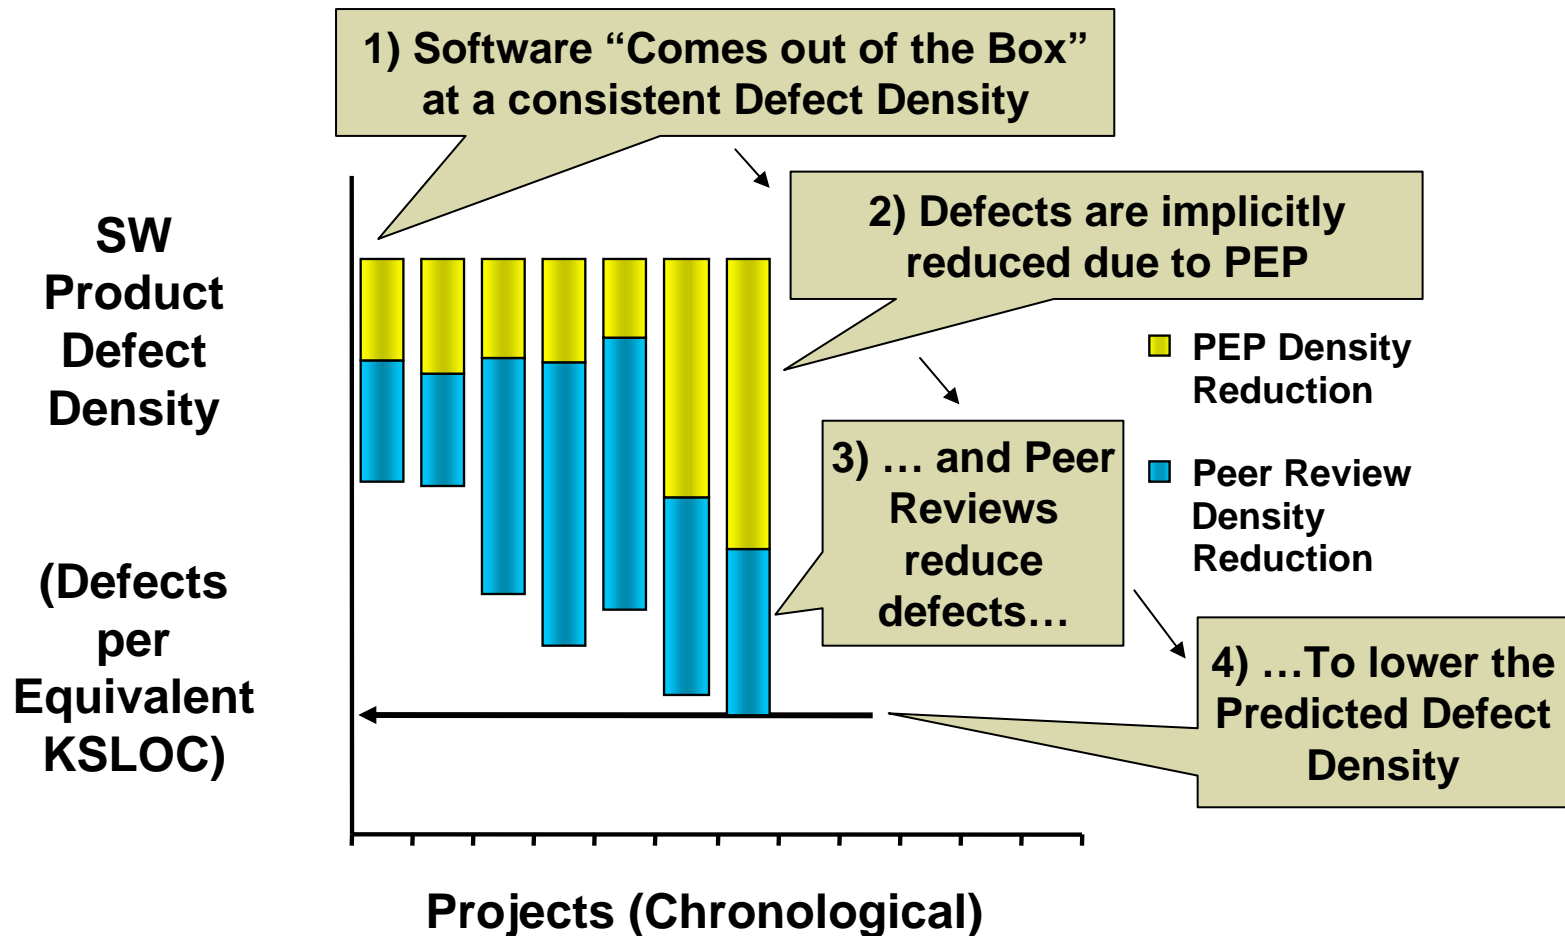 1) Software “Comes out of the Box”
at a consistent Defect Density
2) Defects are implicitly
reduced due to PEP
SW
Product
Defect
Density
(Defects
per
Equivalent
KSLOC)
PEP Density
Reduction
Peer Review
Density
Reduction
3) … and Peer
Reviews
reduce
defects…
4) …To lower the
Predicted Defect
Density
Projects (Chronological)